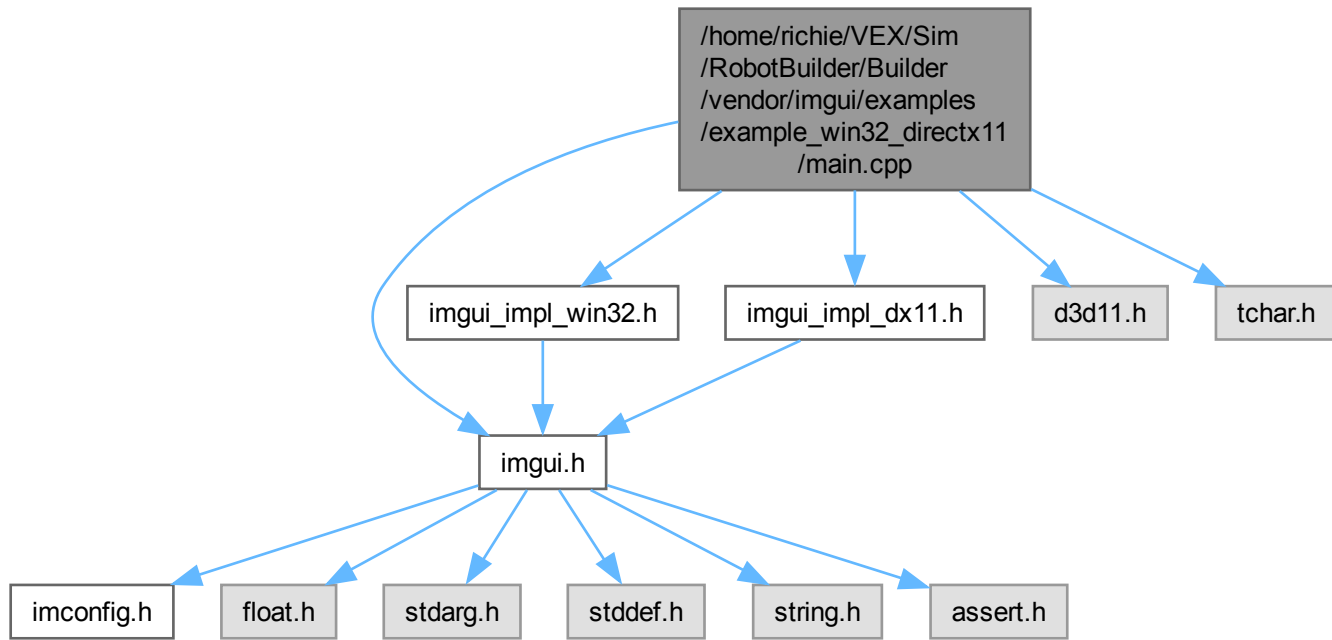 /home/richie/VEX/Sim
/RobotBuilder/Builder
/vendor/imgui/examples
/example_win32_directx11
/main.cpp
imgui_impl_win32.h
imgui_impl_dx11.h
d3d11.h
tchar.h
imgui.h
imconfig.h
float.h
stdarg.h
stddef.h
string.h
assert.h